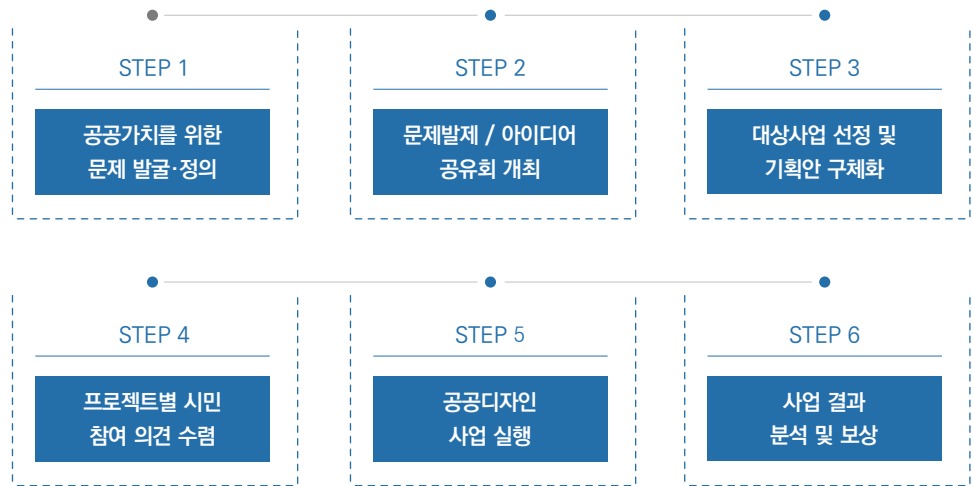 STEP 1
공공가치를 위한
문제 발굴·정의
STEP 2
문제발제 / 아이디어
공유회 개최
STEP 3
대상사업 선정 및
기획안 구체화
STEP 4
프로젝트별 시민
참여 의견 수렴
STEP 5
공공디자인
사업 실행
STEP 6
사업 결과
분석 및 보상